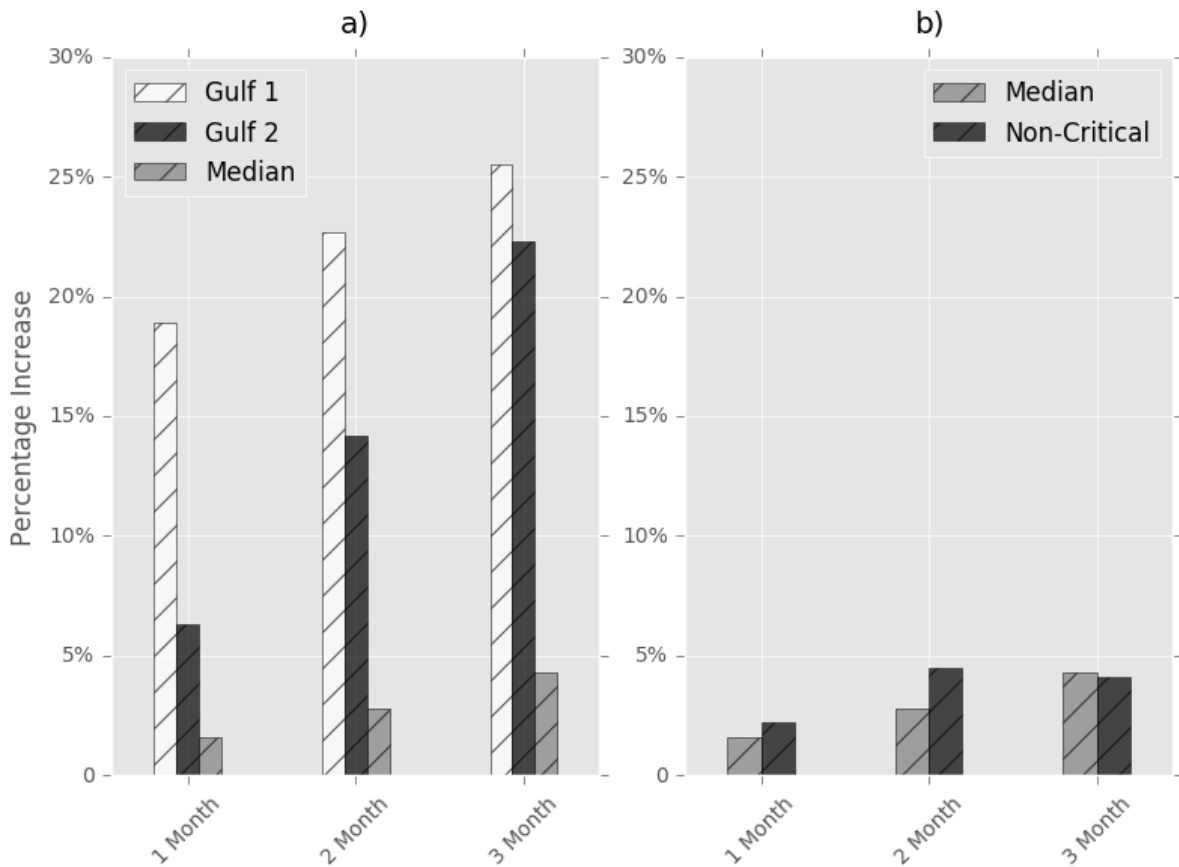 a)
30%
25%
20%
15%
10%
5%
0
Percentage Increase
Gulf 1
Gulf 2
Median
1 Month
2 Month
3 Month
b)
30%
25%
20%
15%
10%
5%
0
Median
Non-Critical
1 Month
2 Month
3 Month